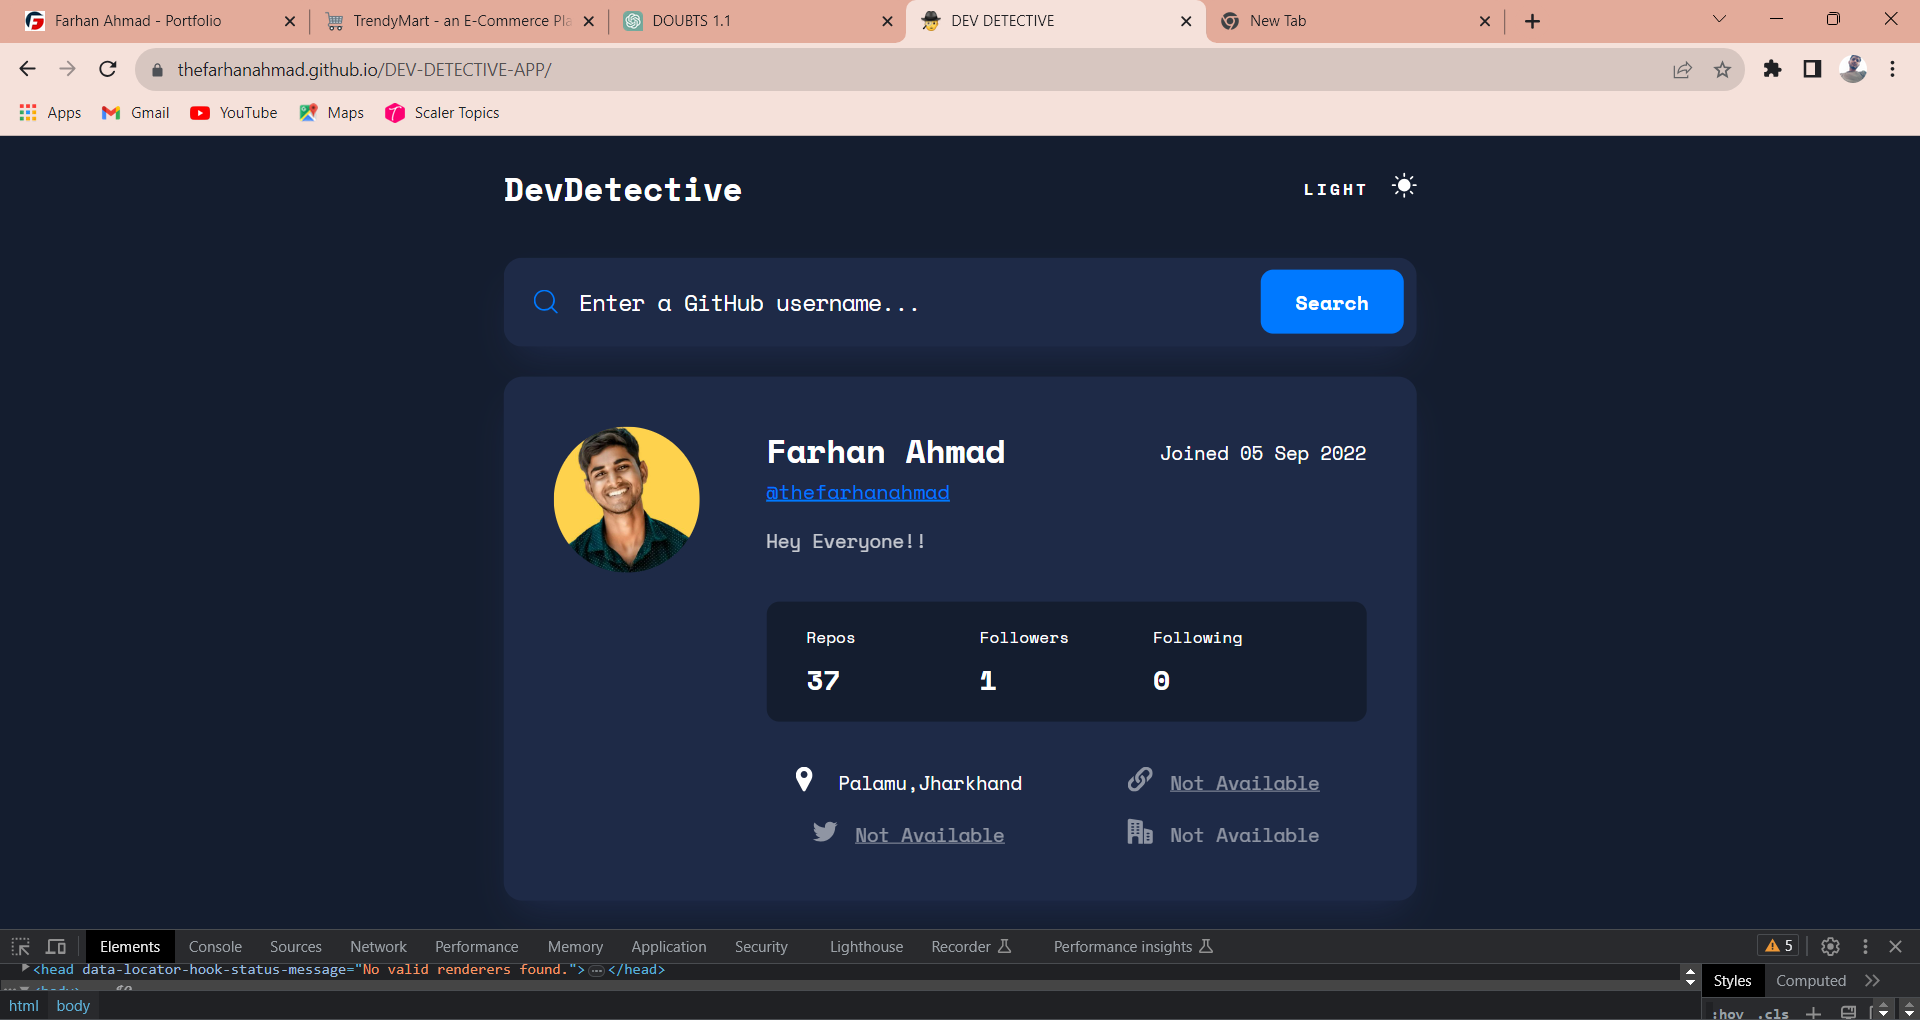 Farhan Ahmad - Portfolio
TrendyMart - an E-Commerce Pla
DOUBTS 1.1
DEV DETECTIVE
New Tab
thefarhanahmad.github.io/DEV-DETECTIVE-APP/
Apps
Gmail
YouTube
Maps
Scaler Topics
DevDetective
LIGHT
Enter a GitHub username...
Search
Farhan Ahmad
Joined 05 Sep 2022
@thefarhanahmad
Hey Everyone!!
Repos Followers Following
37 1 0
Palamu,Jharkhand
Not Available
Not Available
Not Available
Elements Console Sources Network Performance Memory Application Security Lighthouse Recorder Performance insights
5
<head data-locator-hook-status-message="No valid renderers found.">…</head>
Styles Computed
html body
:hov .cls